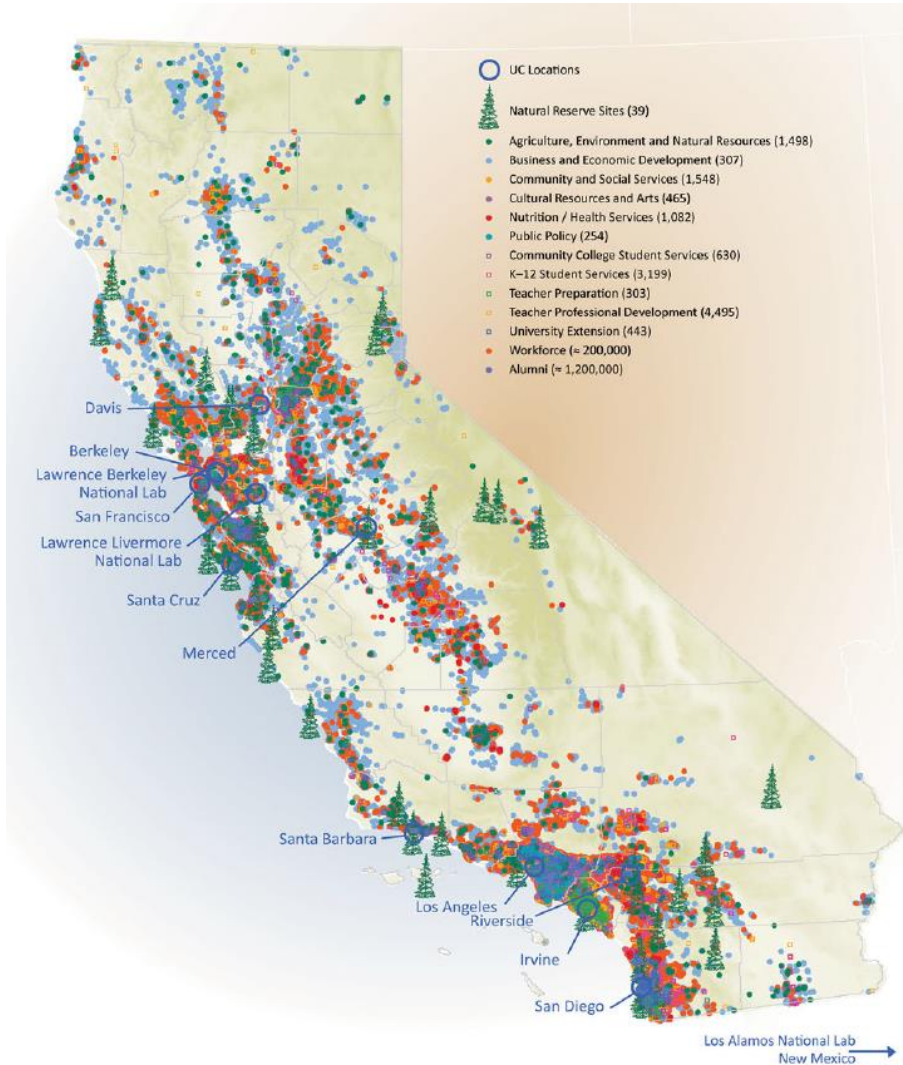 UC Locations
Natural Reserve Sites (39)
Agriculture, Environment and Natural Resources (1,498)
Business and Economic Development (307)
Community and Social Services (1,548)
Cultural Resources and Arts (465)
Nutrition / Health Services (1,082)
Public Policy (254)
Community College Student Services (630)
K–12 Student Services (3,199)
Teacher Preparation (303)
Teacher Professional Development (4,495)
University Extension (443)
Workforce (≈ 200,000)
Alumni (≈ 1,200,000)
Davis
Berkeley
Lawrence Berkeley
National Lab
San Francisco
Lawrence Livermore
National Lab
Santa Cruz
Merced
Santa Barbara
Los Angeles
Riverside
Irvine
San Diego
Los Alamos National Lab
New Mexico